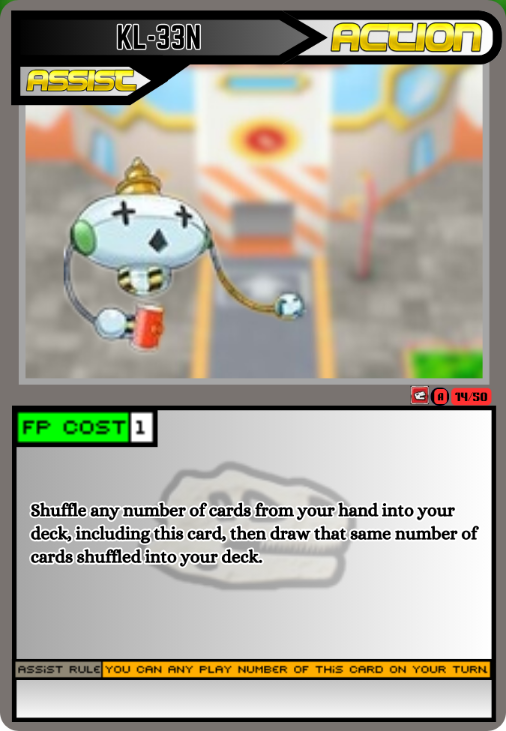 KL-33N
ACTION
ASSIST
A 14/50
FP COST 1
Shuffle any number of cards from your hand into your
deck, including this card, then draw that same number of
cards shuffled into your deck.
ASSIST RULE YOU CAN ANY PLAY NUMBER OF THIS CARD ON YOUR TURN.